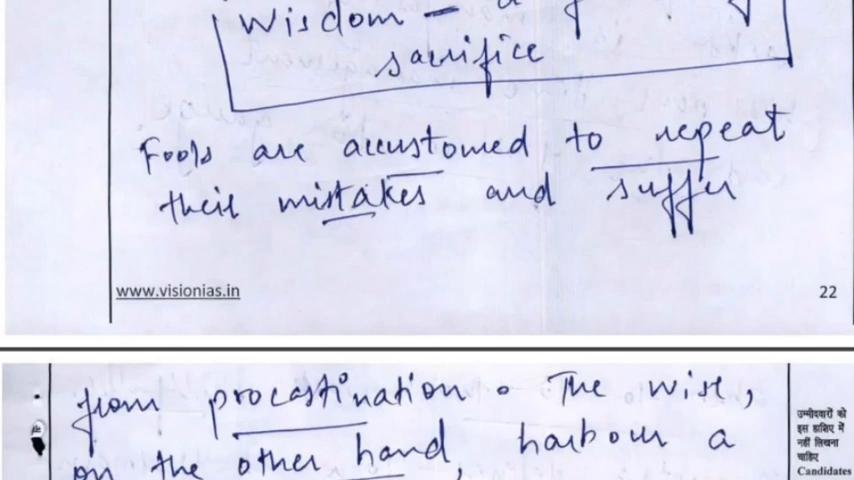 Wisdom –
sacrifice
Fools are accustomed to repeat
their mistakes and suffer
www.visionias.in
22
from procastination. The wise,
on the other hand, harbour a
उम्मीदवारों को
इस हाशिए में
नहीं लिखना
चाहिए
Candidates